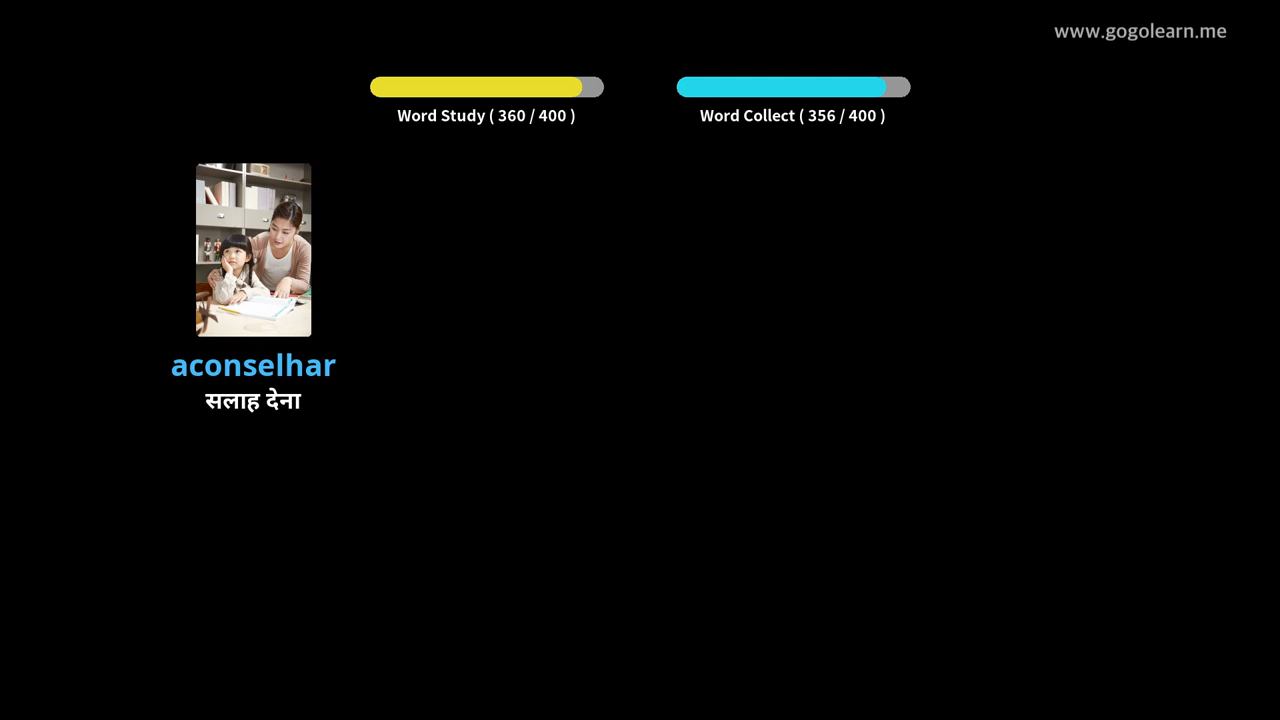 www.gogolearn.me
Word Study ( 360 / 400 )
Word Collect ( 356 / 400 )
aconselhar
सलाह देना